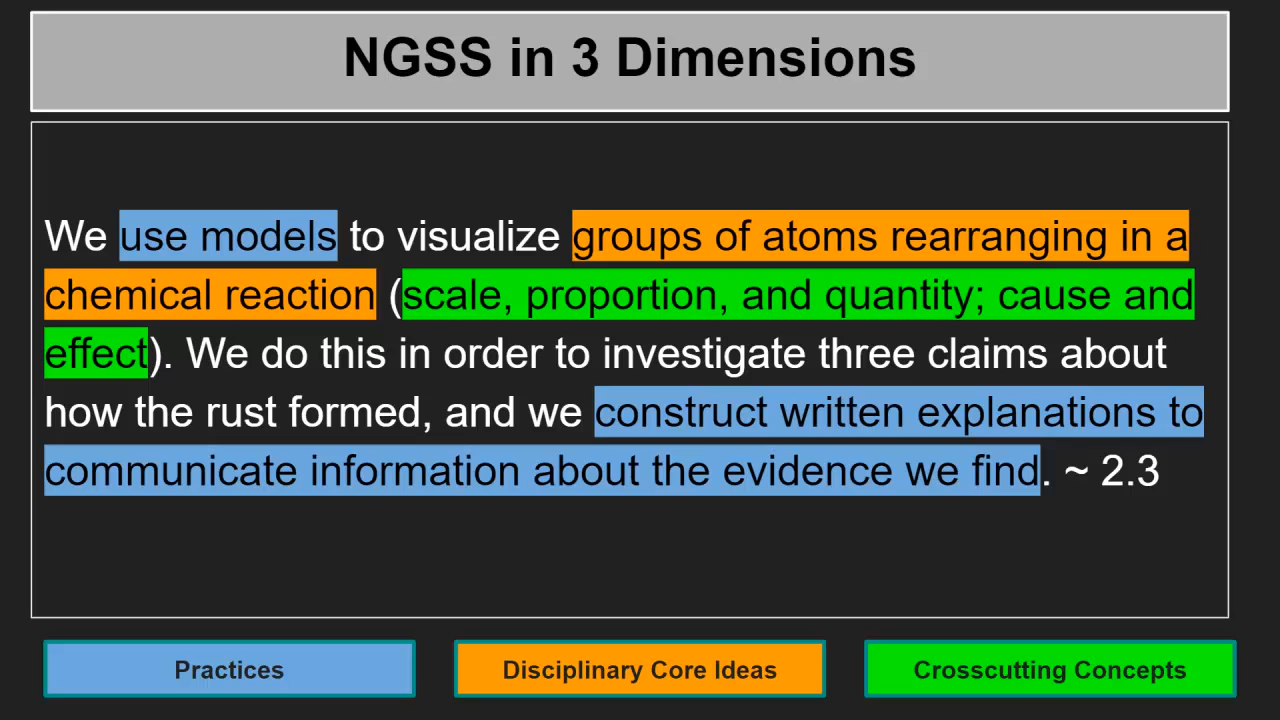 NGSS in 3 Dimensions
We use models to visualize groups of atoms rearranging in a
chemical reaction (scale, proportion, and quantity; cause and
effect). We do this in order to investigate three claims about
how the rust formed, and we construct written explanations to
communicate information about the evidence we find. ~ 2.3
Practices
Disciplinary Core Ideas
Crosscutting Concepts